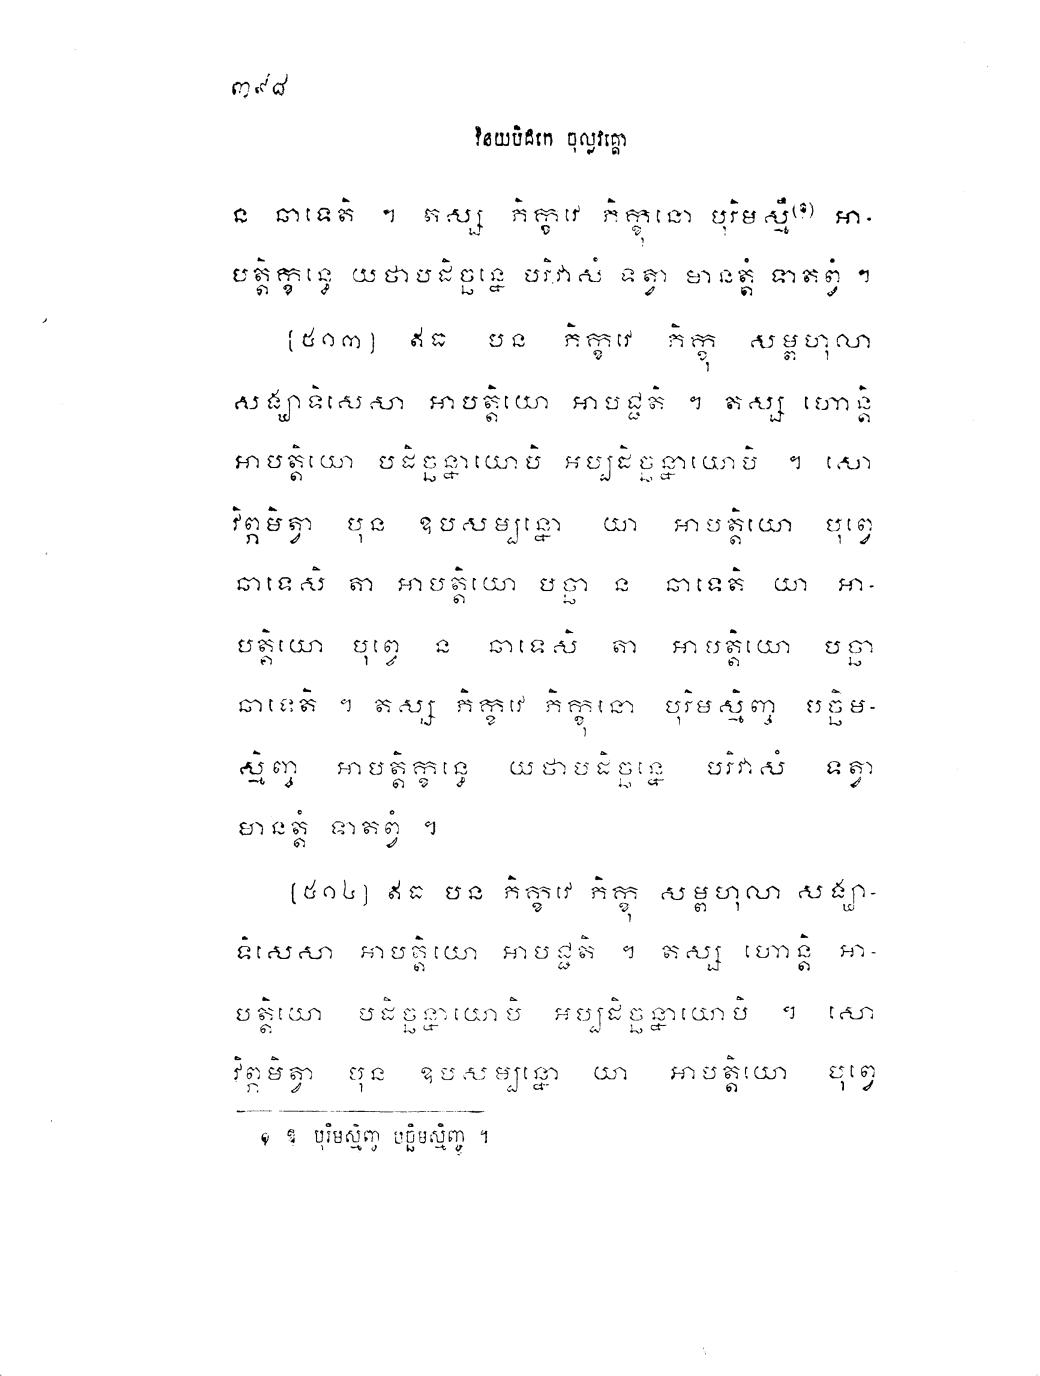 ៣៩៨
វិនយបិដកេ ចុល្លវគ្គោ
ន ឆាទេតិ ។ តស្ស ភិក្ខវេ ភិក្ខុនោ បុរិមស្មឹ(១) អា-
បត្តិក្ខន្ធេ យថាបដិច្ឆន្នេ បរិវាសំ ទត្វា មានត្តំ ទាតព្វំ ។
[៥០៣] ឥធ បន ភិក្ខវេ ភិក្ខុ សម្ពហុលា
សង្ឃាទិសេសា អាបត្តិយោ អាបជ្ជតិ ។ តស្ស ហោន្តិ
អាបត្តិយោ បដិច្ឆន្នាយោបិ អប្បដិច្ឆន្នាយោបិ ។ សោ
វិព្ភមិត្វា បុន ឧបសម្បន្នោ យា អាបត្តិយោ បុព្វេ
ឆាទេសិ តា អាបត្តិយោ បច្ឆា ន ឆាទេតិ យា អា-
បត្តិយោ បុព្វេ ន ឆាទេសិ តា អាបត្តិយោ បច្ឆា
ឆាទេតិ ។ តស្ស ភិក្ខវេ ភិក្ខុនោ បុរិមស្មិញ្ច បច្ឆិម-
ស្មិញ្ច អាបត្តិក្ខន្ធេ យថាបដិច្ឆន្នេ បរិវាសំ ទត្វា
មានត្តំ ទាតព្វំ ។
[៥០៤] ឥធ បន ភិក្ខវេ ភិក្ខុ សម្ពហុលា សង្ឃា-
ទិសេសា អាបត្តិយោ អាបជ្ជតិ ។ តស្ស ហោន្តិ អា-
បត្តិយោ បដិច្ឆន្នាយោបិ អប្បដិច្ឆន្នាយោបិ ។ សោ
វិព្ភមិត្វា បុន ឧបសម្បន្នោ យា អាបត្តិយោ បុព្វេ
១ ឱ បុរិមស្មិញ្ច បច្ឆិមស្មិញ្ច ។